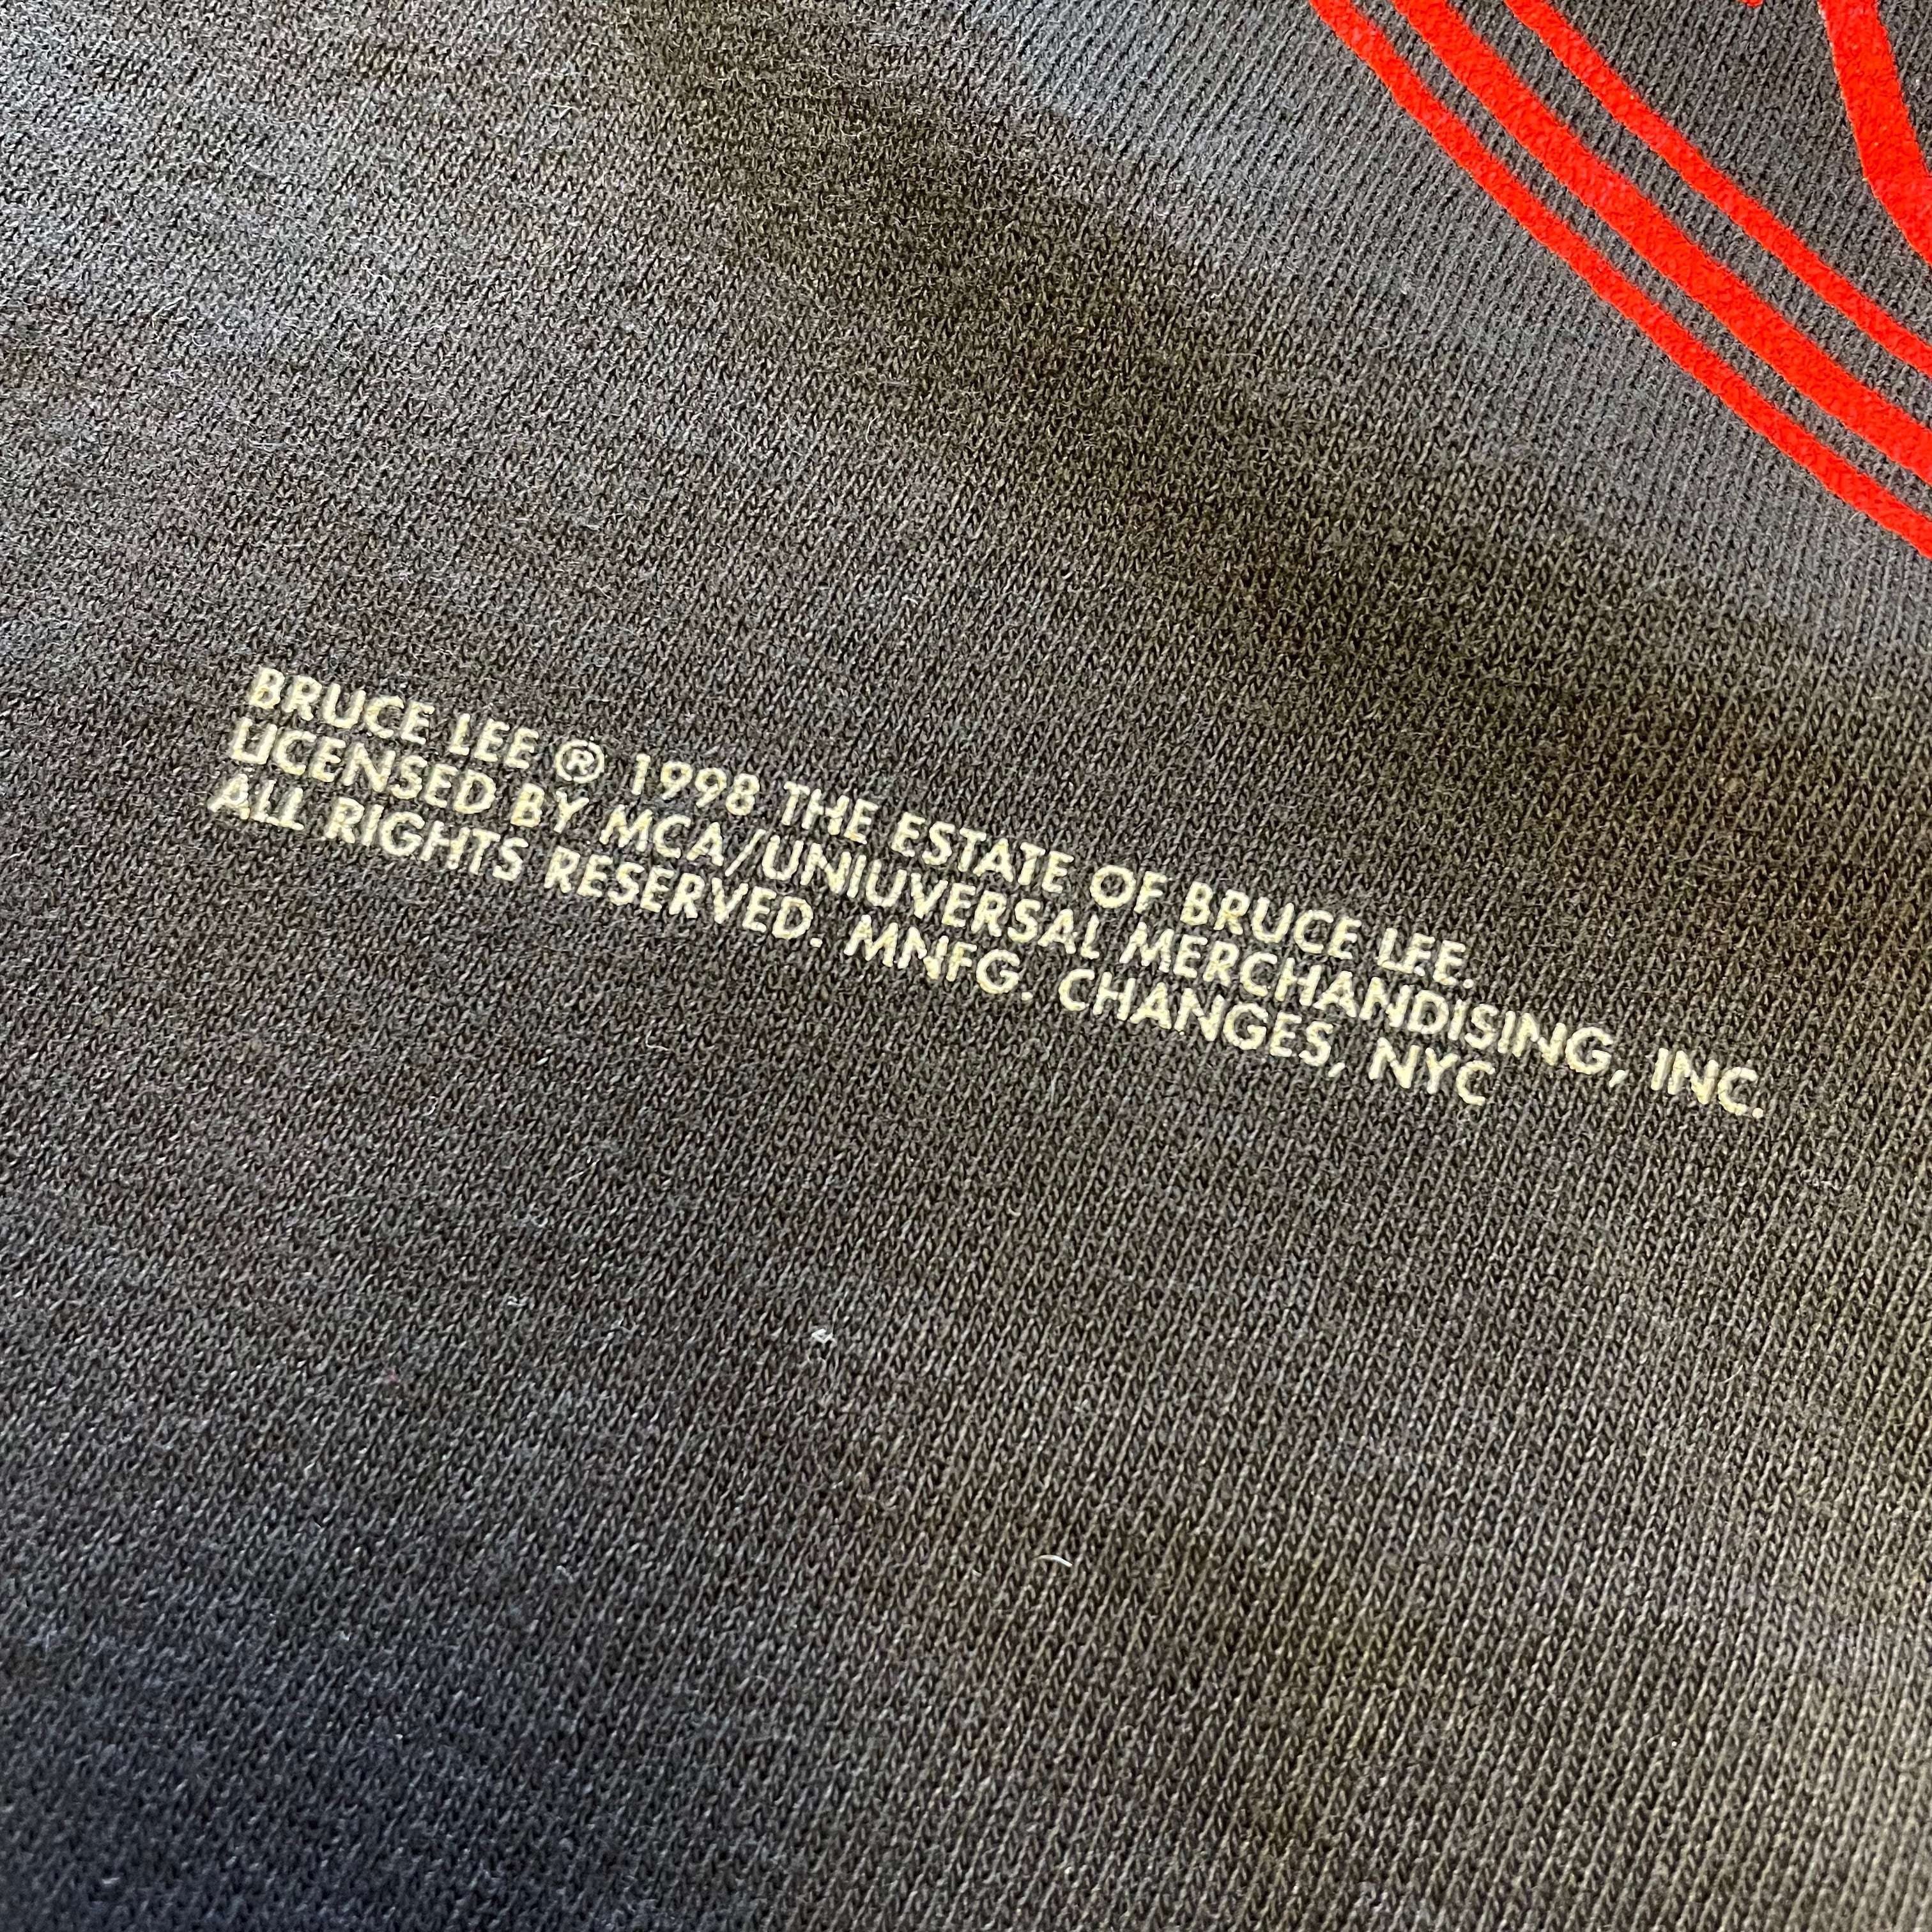 BRUCE LEE ® 1998 THE ESTATE OF BRUCE LEE.
LICENSED BY MCA/UNIUVERSAL MERCHANDISING, INC.
ALL RIGHTS RESERVED. MNFG. CHANGES, NYC